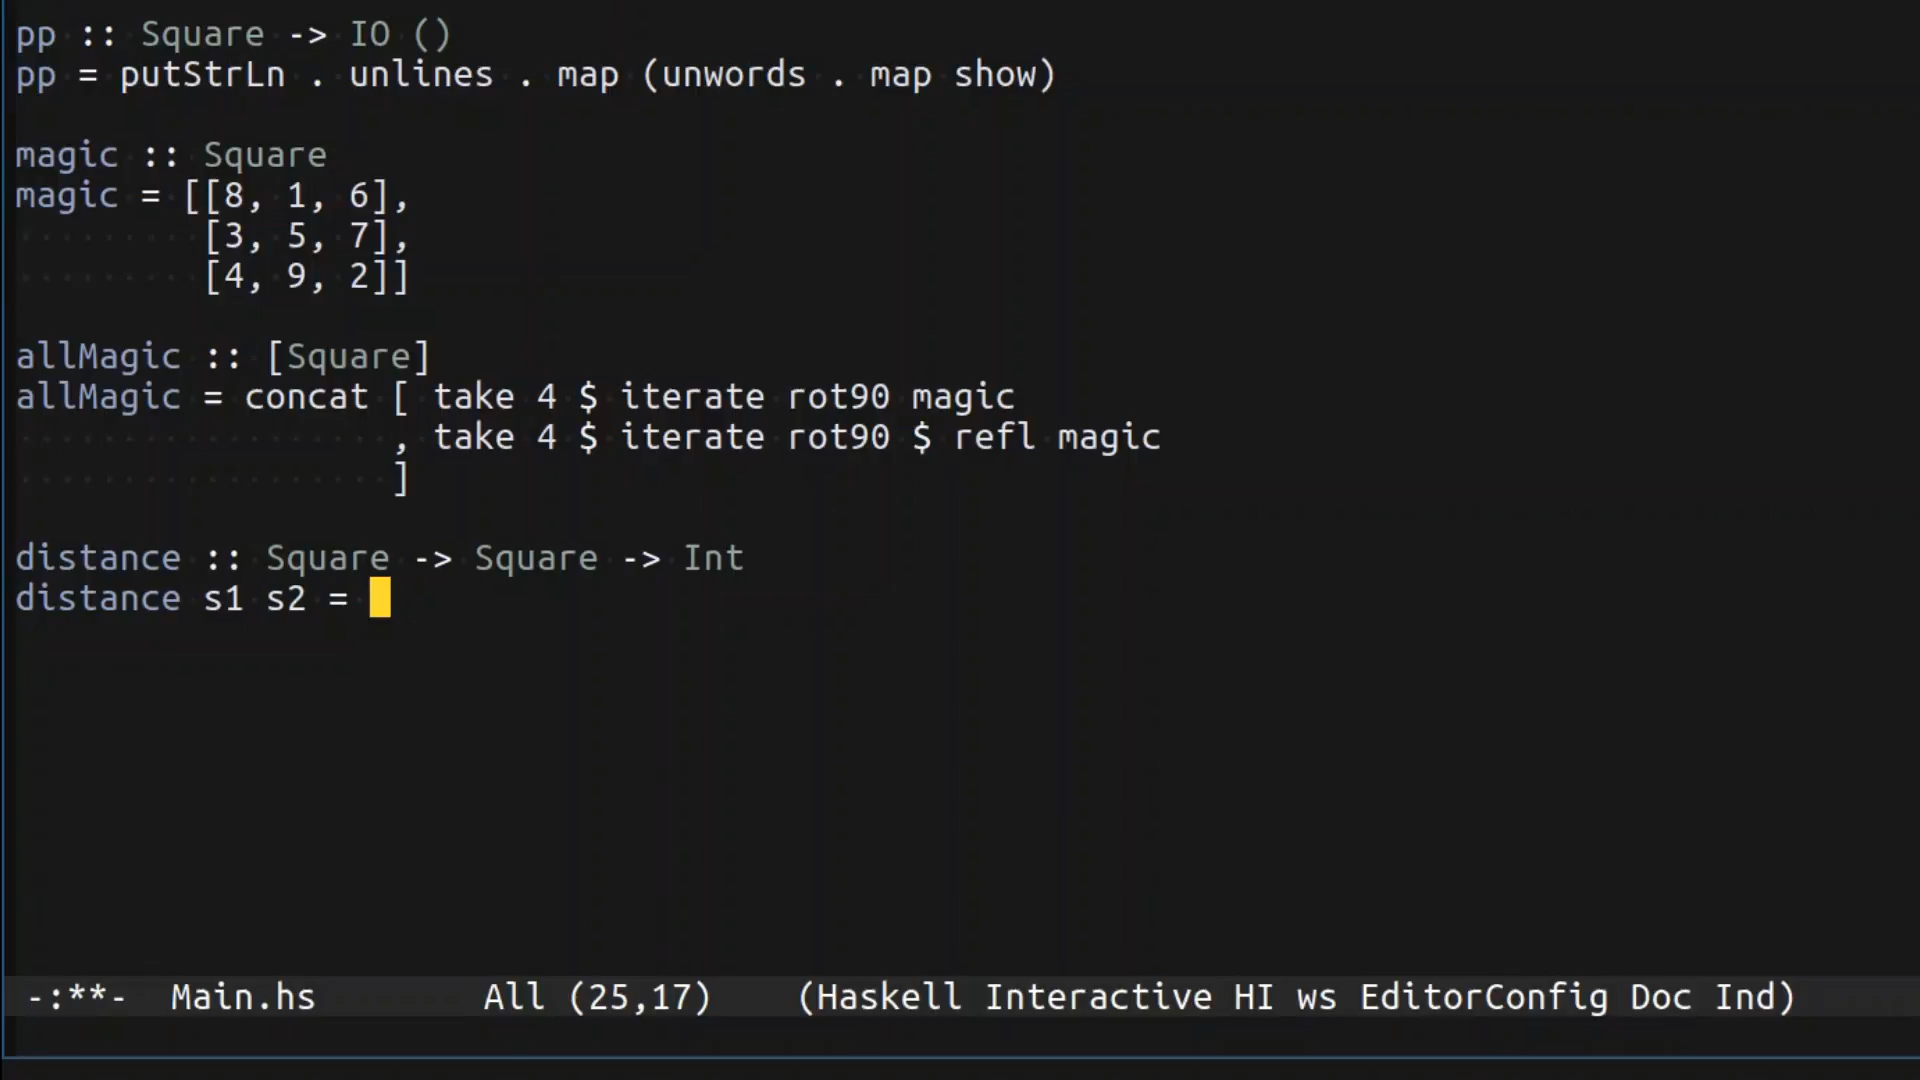 pp :: Square -> IO ()
pp = putStrLn . unlines . map (unwords . map show)
magic :: Square
magic = [[8, 1, 6],
[3, 5, 7],
[4, 9, 2]]
allMagic :: [Square]
allMagic = concat [ take 4 $ iterate rot90 magic
, take 4 $ iterate rot90 $ refl magic
]
distance :: Square -> Square -> Int
distance s1 s2 =
-:**- Main.hs All (25,17) (Haskell Interactive HI ws EditorConfig Doc Ind)